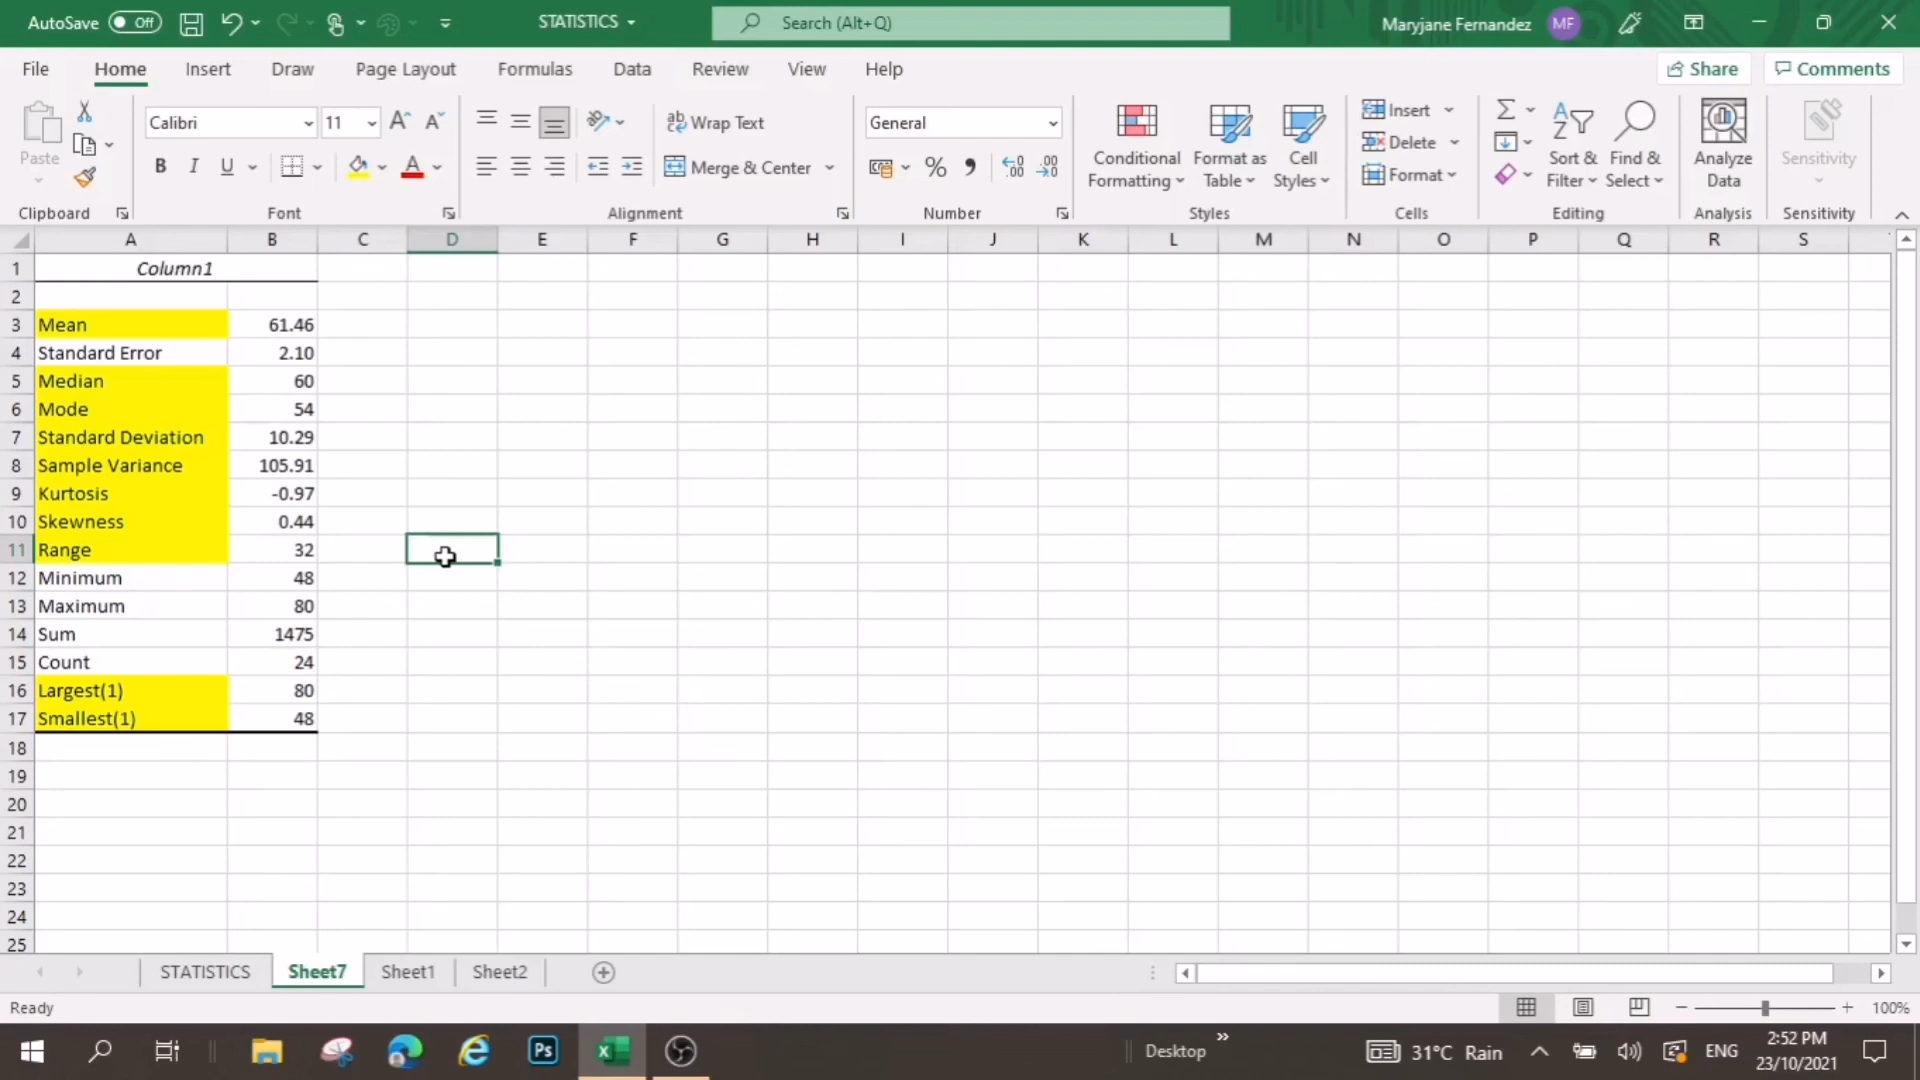 AutoSave Off STATISTICS Search (Alt+Q) Maryjane Fernandez MF
File Home Insert Draw Page Layout Formulas Data Review View Help Share Comments
Paste
Calibri 11
B I U
Wrap Text
Merge & Center
General
%
Conditional Formatting
Format as Table
Cell Styles
Insert
Delete
Format
Sort & Filter
Find & Select
Analyze Data
Sensitivity
Clipboard Font Alignment Number Styles Cells Editing Analysis Sensitivity
A B C D E F G H I J K L M N O P Q R S
1 Column1
2
3 Mean 61.46
4 Standard Error 2.10
5 Median 60
6 Mode 54
7 Standard Deviation 10.29
8 Sample Variance 105.91
9 Kurtosis -0.97
10 Skewness 0.44
11 Range 32
12 Minimum 48
13 Maximum 80
14 Sum 1475
15 Count 24
16 Largest(1) 80
17 Smallest(1) 48
18
19
20
21
22
23
24
25
STATISTICS Sheet7 Sheet1 Sheet2
Ready 100%
Ps Desktop 31°C Rain ENG 2:52 PM
23/10/2021